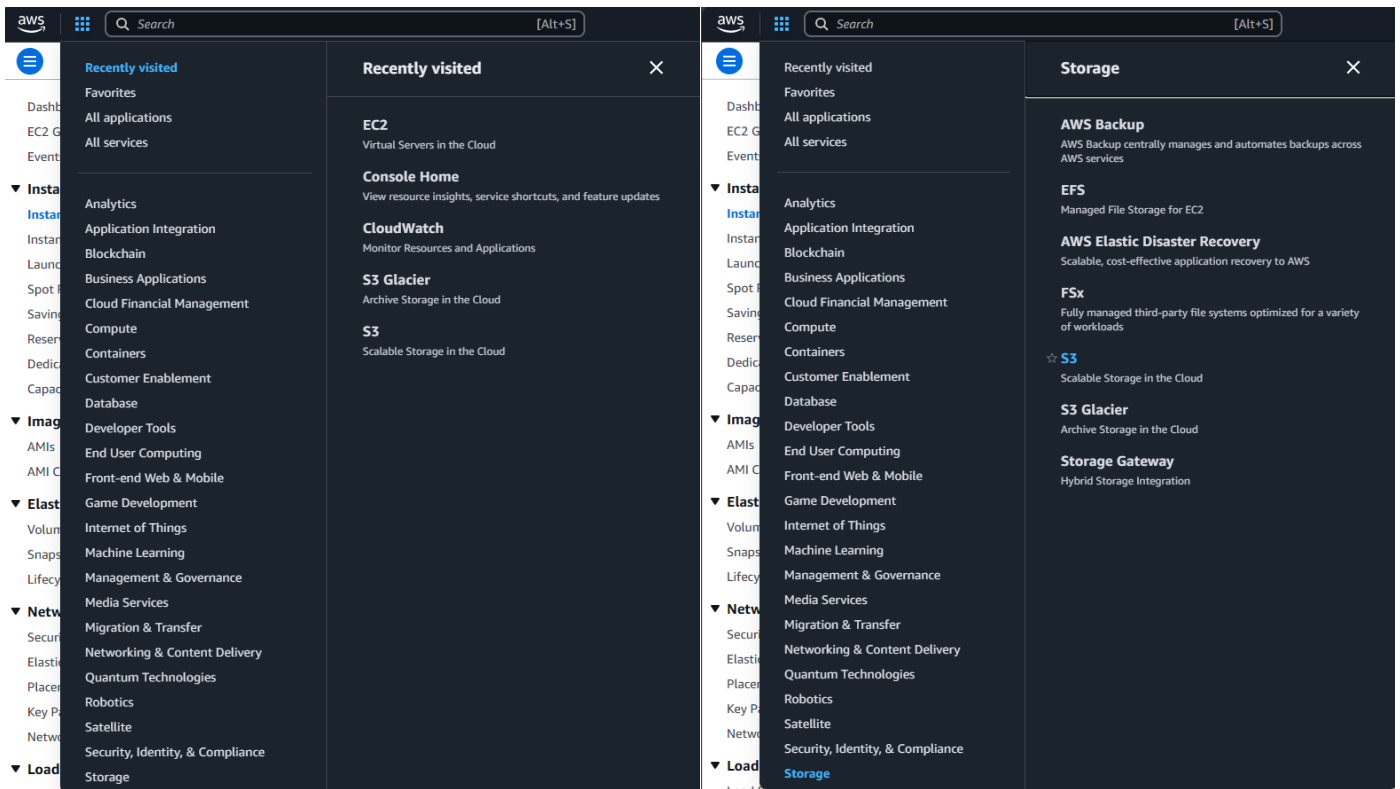 aws
Search
[Alt+S]
Recently visited
Favorites
All applications
All services
Analytics
Application Integration
Blockchain
Business Applications
Cloud Financial Management
Compute
Containers
Customer Enablement
Database
Developer Tools
End User Computing
Front-end Web & Mobile
Game Development
Internet of Things
Machine Learning
Management & Governance
Media Services
Migration & Transfer
Networking & Content Delivery
Quantum Technologies
Robotics
Satellite
Security, Identity, & Compliance
Storage
Recently visited
EC2
Virtual Servers in the Cloud
Console Home
View resource insights, service shortcuts, and feature updates
CloudWatch
Monitor Resources and Applications
S3 Glacier
Archive Storage in the Cloud
S3
Scalable Storage in the Cloud
aws
Search
[Alt+S]
Recently visited
Favorites
All applications
All services
Analytics
Application Integration
Blockchain
Business Applications
Cloud Financial Management
Compute
Containers
Customer Enablement
Database
Developer Tools
End User Computing
Front-end Web & Mobile
Game Development
Internet of Things
Machine Learning
Management & Governance
Media Services
Migration & Transfer
Networking & Content Delivery
Quantum Technologies
Robotics
Satellite
Security, Identity, & Compliance
Storage
Storage
AWS Backup
AWS Backup centrally manages and automates backups across
AWS services
EFS
Managed File Storage for EC2
AWS Elastic Disaster Recovery
Scalable, cost-effective application recovery to AWS
FSx
Fully managed third-party file systems optimized for a variety
of workloads
S3
Scalable Storage in the Cloud
S3 Glacier
Archive Storage in the Cloud
Storage Gateway
Hybrid Storage Integration